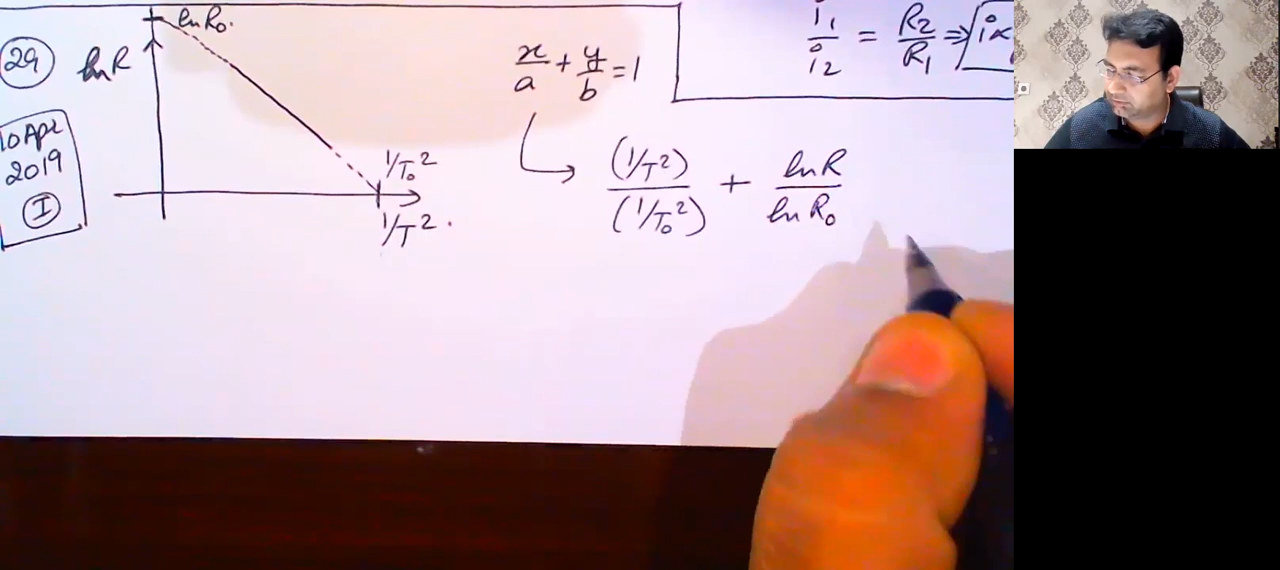 29
ln R
ln R₀.
1/T₀²
1/T².
10 Apr
2019
I
x/a + y/b = 1
(1/T²)/(1/T₀²) + ln R/ln R₀
i₁/i₂ = R₂/R₁ ⇒ i ∝